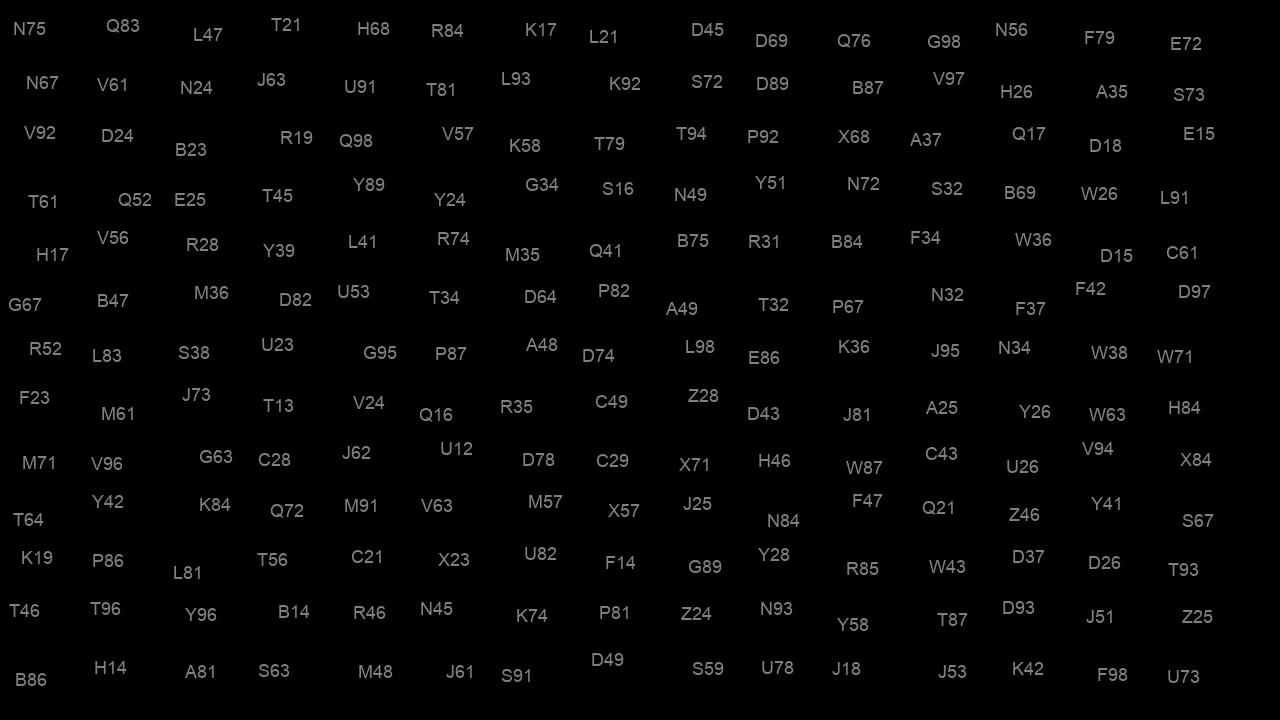 N75 Q83 L47 T21 H68 R84 K17 L21 D45 D69 Q76 G98 N56 F79 E72
N67 V61 N24 J63 U91 T81 L93 K92 S72 D89 B87 V97 H26 A35 S73
V92 D24 B23 R19 Q98 V57 K58 T79 T94 P92 X68 A37 Q17 D18 E15
T61 Q52 E25 T45 Y89 Y24 G34 S16 N49 Y51 N72 S32 B69 W26 L91
H17 V56 R28 Y39 L41 R74 M35 Q41 B75 R31 B84 F34 W36 D15 C61
G67 B47 M36 D82 U53 T34 D64 P82 A49 T32 P67 N32 F37 F42 D97
R52 L83 S38 U23 G95 P87 A48 D74 L98 E86 K36 J95 N34 W38 W71
F23 M61 J73 T13 V24 Q16 R35 C49 Z28 D43 J81 A25 Y26 W63 H84
M71 V96 G63 C28 J62 U12 D78 C29 X71 H46 W87 C43 U26 V94 X84
T64 Y42 K84 Q72 M91 V63 M57 X57 J25 N84 F47 Q21 Z46 Y41 S67
K19 P86 L81 T56 C21 X23 U82 F14 G89 Y28 R85 W43 D37 D26 T93
T46 T96 Y96 B14 R46 N45 K74 P81 Z24 N93 Y58 T87 D93 J51 Z25
B86 H14 A81 S63 M48 J61 S91 D49 S59 U78 J18 J53 K42 F98 U73